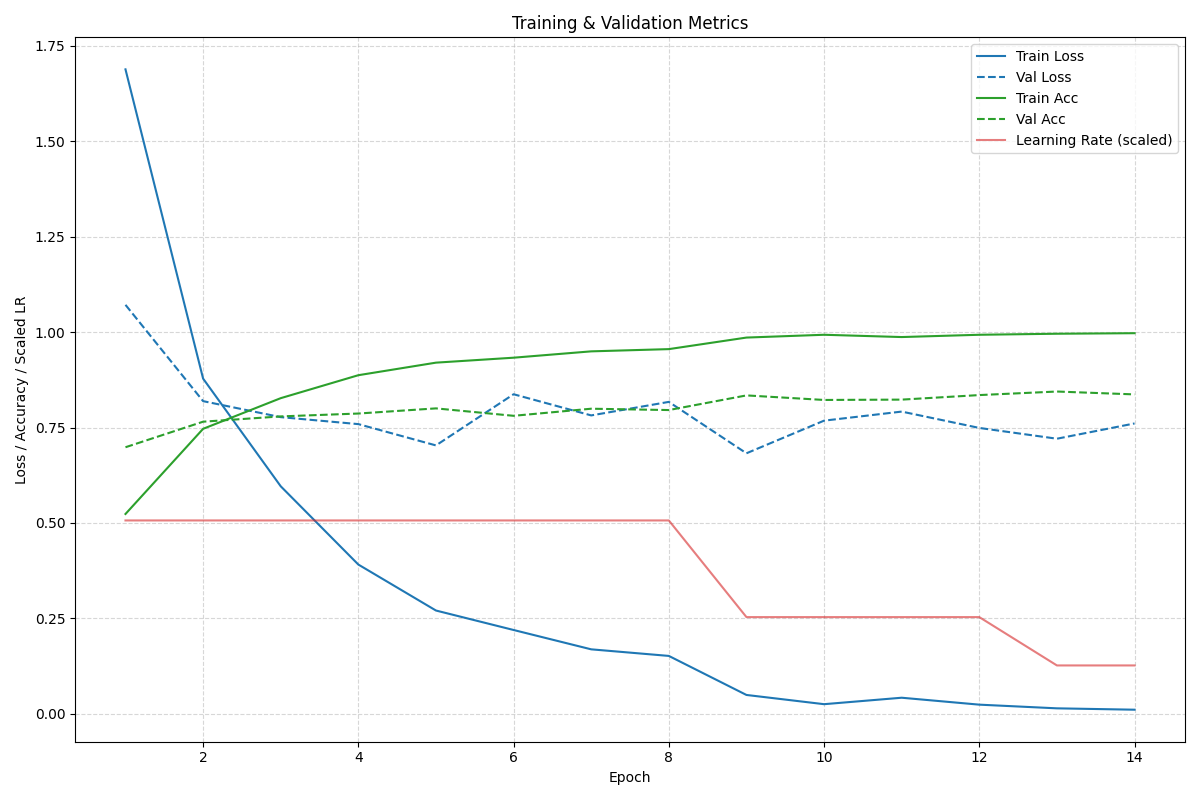 Training & Validation Metrics
Train Loss
Val Loss
Train Acc
Val Acc
Learning Rate (scaled)
Loss / Accuracy / Scaled LR
1.75
1.50
1.25
1.00
0.75
0.50
0.25
0.00
2 4 6 8 10 12 14
Epoch